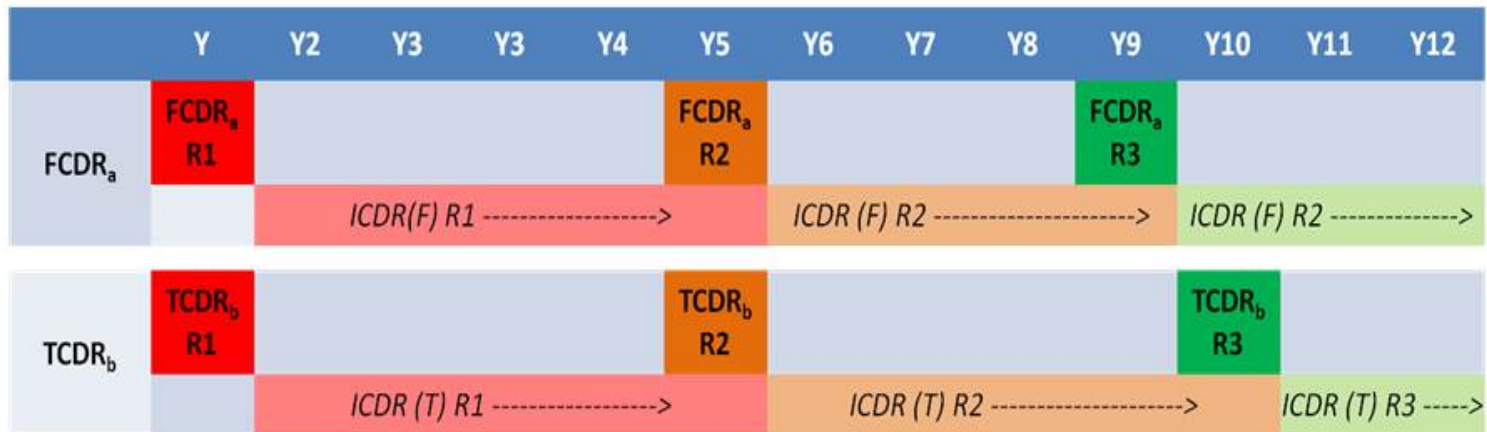 Y Y2 Y3 Y3 Y4 Y5 Y6 Y7 Y8 Y9 Y10 Y11 Y12
FCDRa
FCDRa
R1
FCDRa
R2
FCDRa
R3
ICDR(F) R1 ------------------->
ICDR (F) R2 ---------------------->
ICDR (F) R2 -------------->
TCDRb
TCDRb
R1
TCDRb
R2
TCDRb
R3
ICDR (T) R1 ------------------>
ICDR (T) R2 --------------------->
ICDR (T) R3 ----->